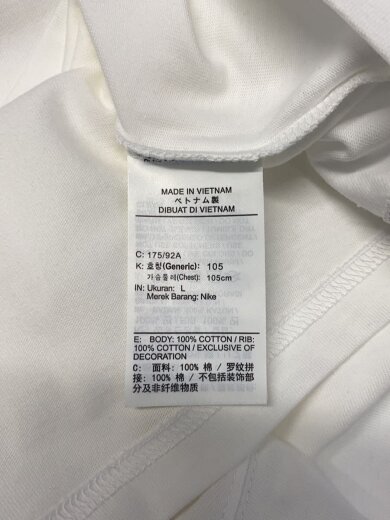 MADE IN VIETNAM
ベトナム製
DIBUAT DI VIETNAM
C: 175/92A
K: 호칭(Generic): 105
가슴둘레(Chest): 105cm
IN: Ukuran: L
Merek Barang: Nike
E: BODY: 100% COTTON / RIB:
100% COTTON / EXCLUSIVE OF
DECORATION
C: 面料: 100% 棉 / 罗纹拼
接: 100% 棉 / 不包括装饰部
分及非纤维物质